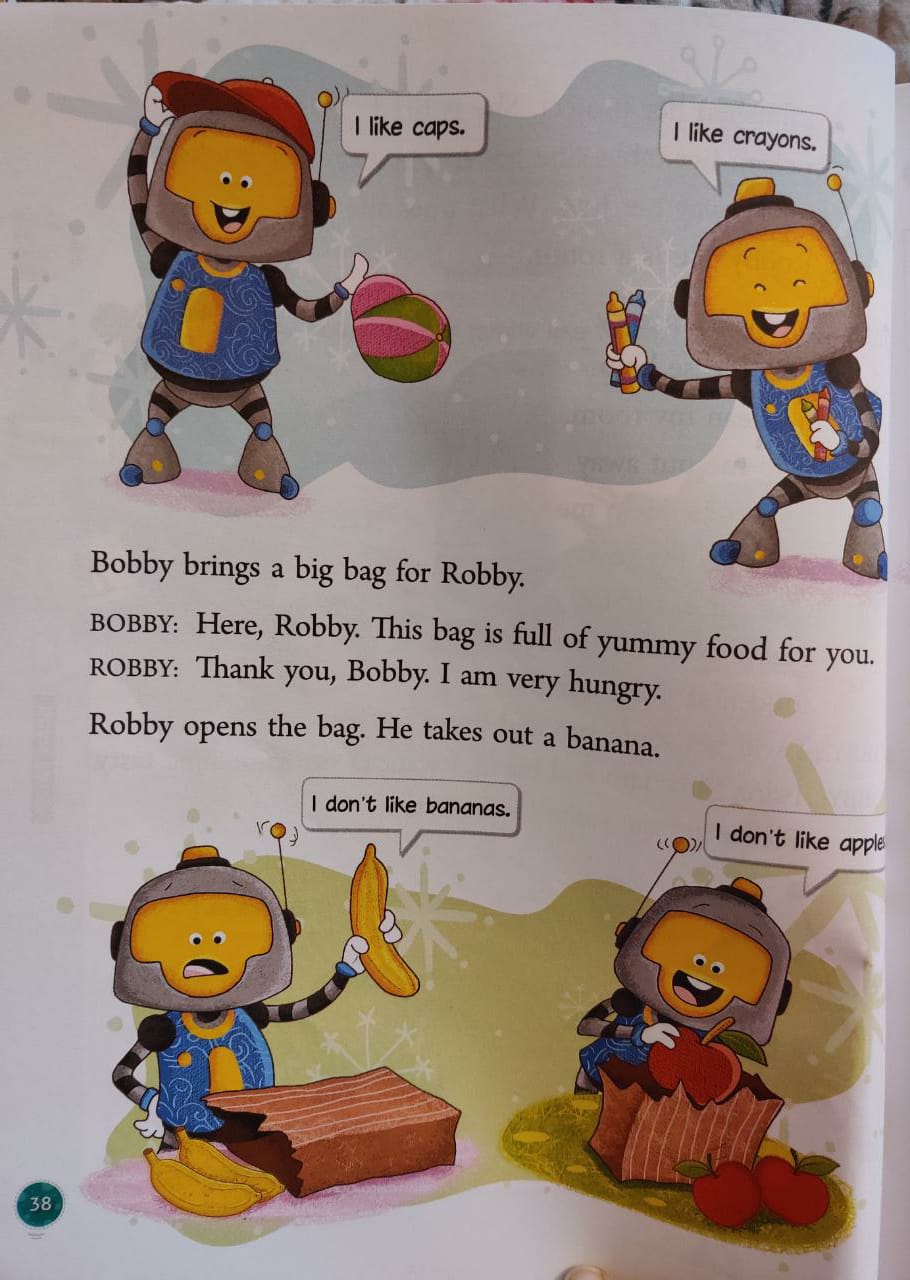 I like caps.
I like crayons.
Bobby brings a big bag for Robby.
BOBBY: Here, Robby. This bag is full of yummy food for you.
ROBBY: Thank you, Bobby. I am very hungry.
Robby opens the bag. He takes out a banana.
I don't like bananas.
I don't like apples
38